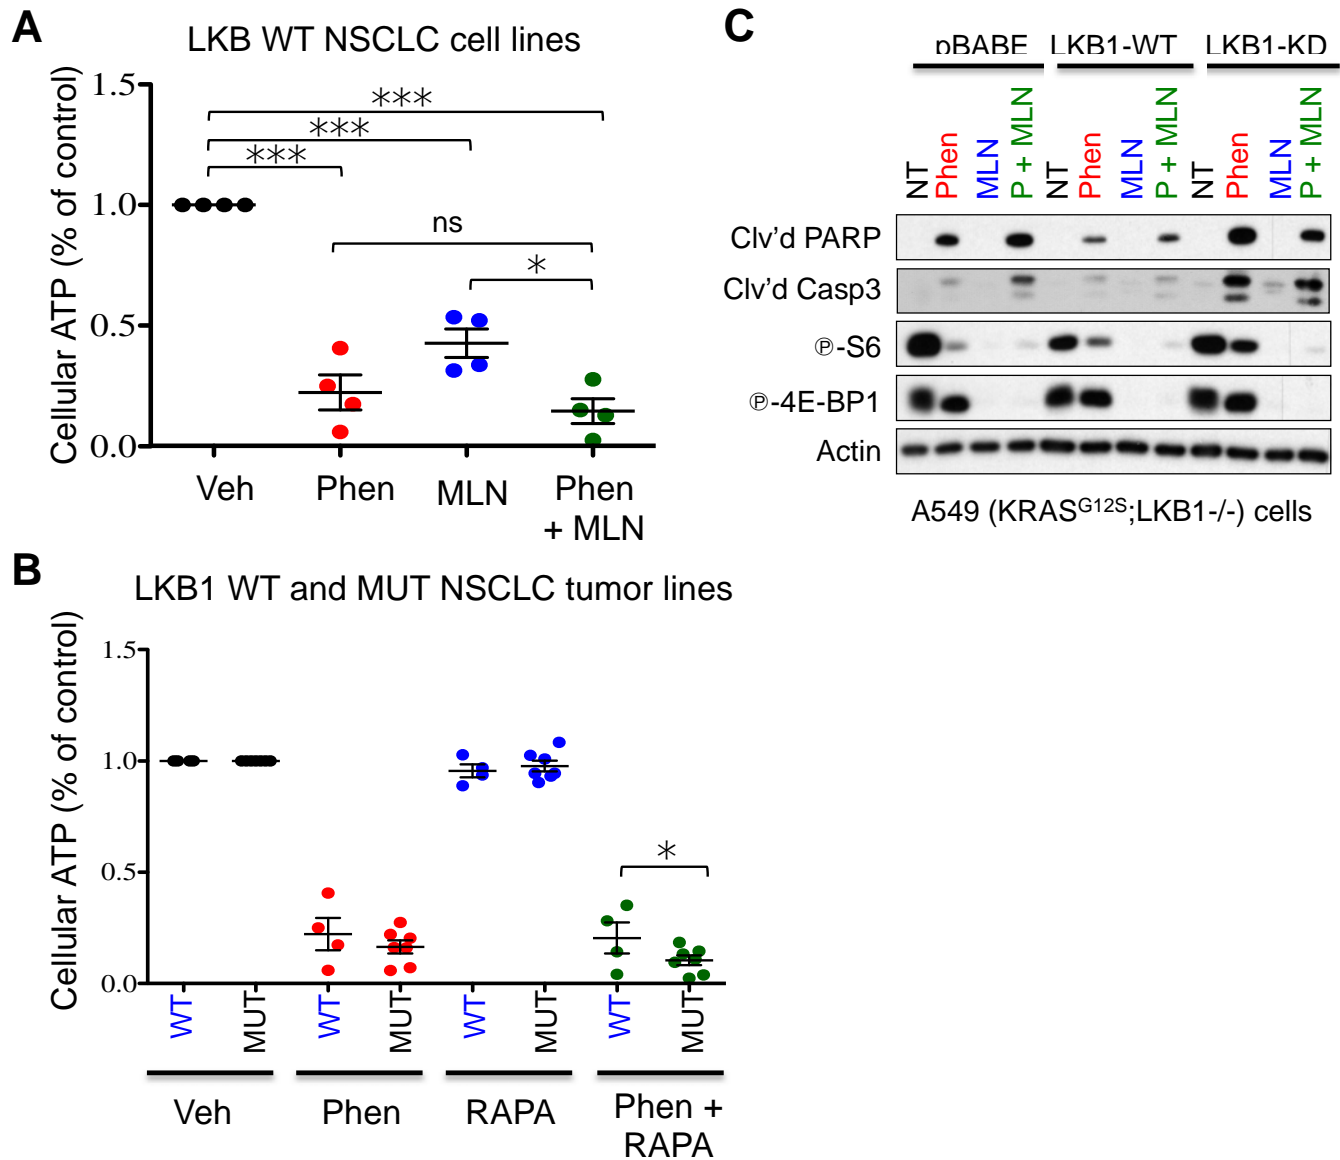 A
LKB WT NSCLC cell lines
Cellular ATP (% of control)
1.5
1.0
0.5
0.0
***
***
***
ns
*
Veh
Phen
MLN
Phen
+ MLN
B
LKB1 WT and MUT NSCLC tumor lines
Cellular ATP (% of control)
1.5
1.0
0.5
0.0
*
WT
MUT
WT
MUT
WT
MUT
WT
MUT
Veh
Phen
RAPA
Phen +
RAPA
C
pBABE LKB1-WT LKB1-KD
NT Phen MLN P + MLN NT Phen MLN P + MLN NT Phen MLN P + MLN
Clv'd PARP
Clv'd Casp3
℗-S6
℗-4E-BP1
Actin
A549 (KRASᴳ¹²ˢ;LKB1-/-) cells